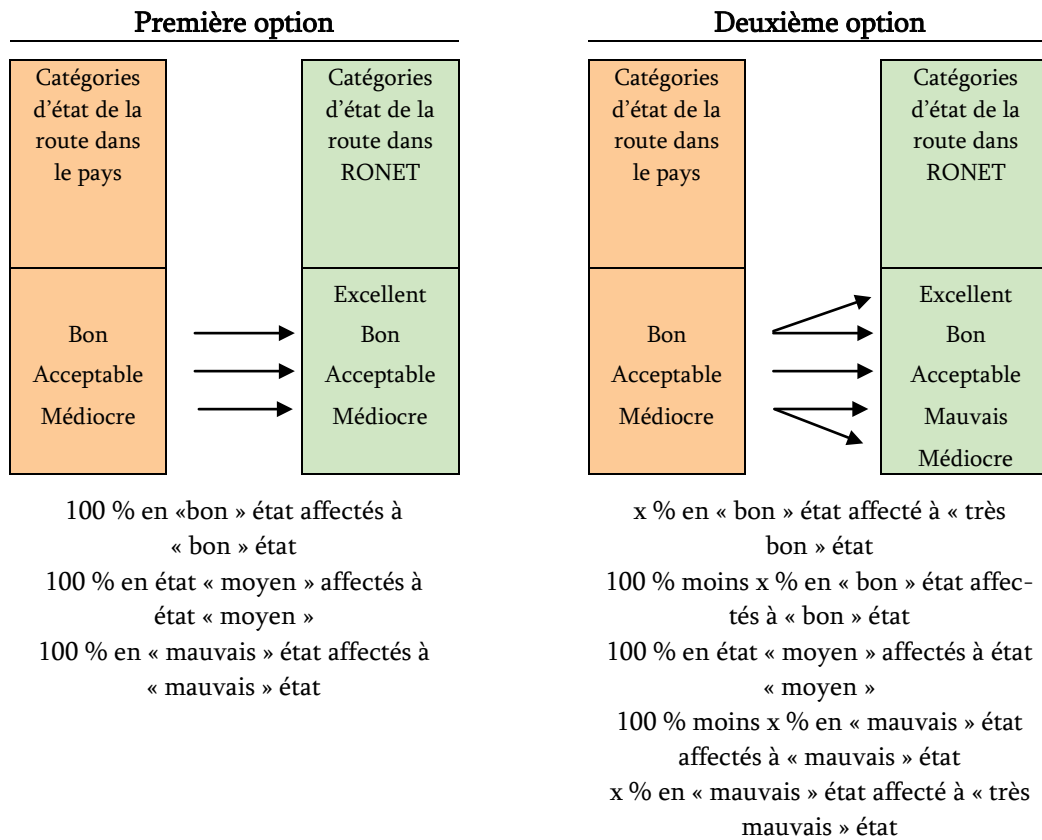 Première option
Catégories
d’état de la
route dans
le pays
Catégories
d’état de la
route dans
RONET
Excellent
Bon
Bon
Acceptable
Acceptable
Médiocre
Médiocre
100 % en «bon » état affectés à
« bon » état
100 % en état « moyen » affectés à
état « moyen »
100 % en « mauvais » état affectés à
« mauvais » état
Deuxième option
Catégories
d’état de la
route dans
le pays
Catégories
d’état de la
route dans
RONET
Excellent
Bon
Bon
Acceptable
Acceptable
Médiocre
Mauvais
Médiocre
x % en « bon » état affecté à « très
bon » état
100 % moins x % en « bon » état affec-
tés à « bon » état
100 % en état « moyen » affectés à état
« moyen »
100 % moins x % en « mauvais » état
affectés à « mauvais » état
x % en « mauvais » état affecté à « très
mauvais » état